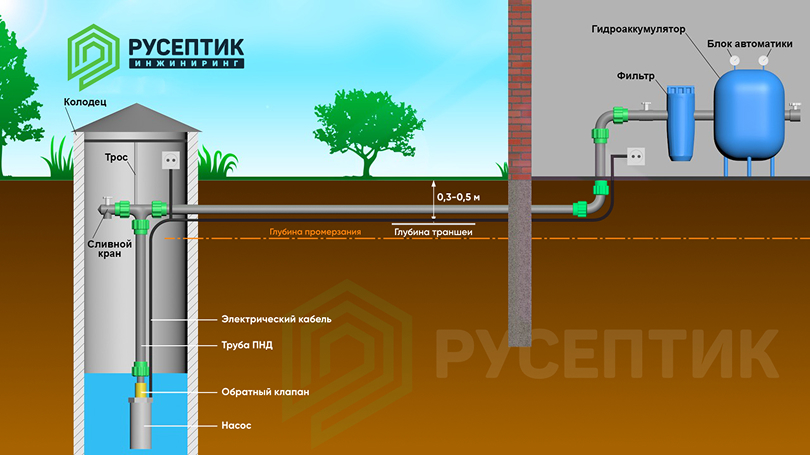 РУСЕПТИК
ИНЖИНИРИНГ
Гидроаккумулятор
Блок автоматики
Фильтр
Колодец
Трос
0,3-0,5 м
Сливной
кран
Глубина промерзания
Глубина траншеи
Электрический кабель
Труба ПНД
РУСЕПТИК
Обратный клапан
Насос